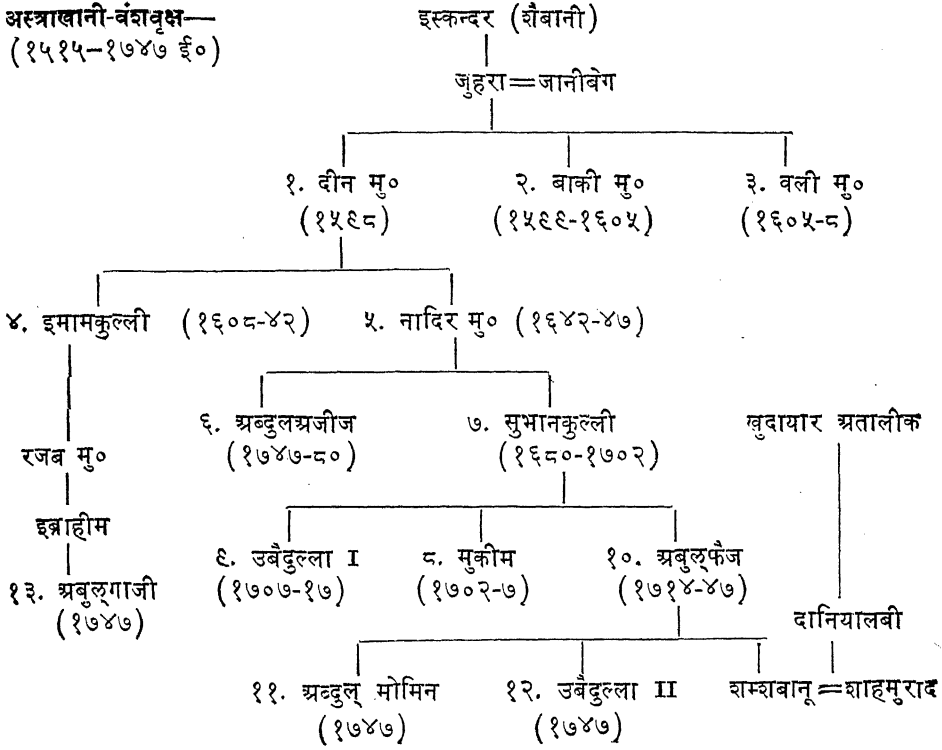 अस्त्राखानी-वंशवृक्ष—
(१५१५–१७४७ ई०)
इस्कन्दर (शैबानी)
जुहरा=जानीबेग
१. दीन मु० २. बाकी मु० ३. वली मु०
(१५९८) (१५९९-१६०५) (१६०५-८)
४. इमामकुल्ली (१६०८-४२) ५. नादिर मु० (१६४२-४७)
६. अब्दुलअजीज ७. सुभानकुल्ली खुदायार अतालीक
रजब मु० (१७४७-८०) (१६८०-१७०२)
इब्राहीम
९. उबैदुल्ला I ८. मुकीम १०. अबुल्फैज
१३. अबुल्गाजी (१७०७-१७) (१७०२-७) (१७१४-४७)
(१७४७) दानियालबी
११. अब्दुल् मोमिन १२. उबैदुल्ला II शम्शबानू=शाहमुराद
(१७४७) (१७४७)